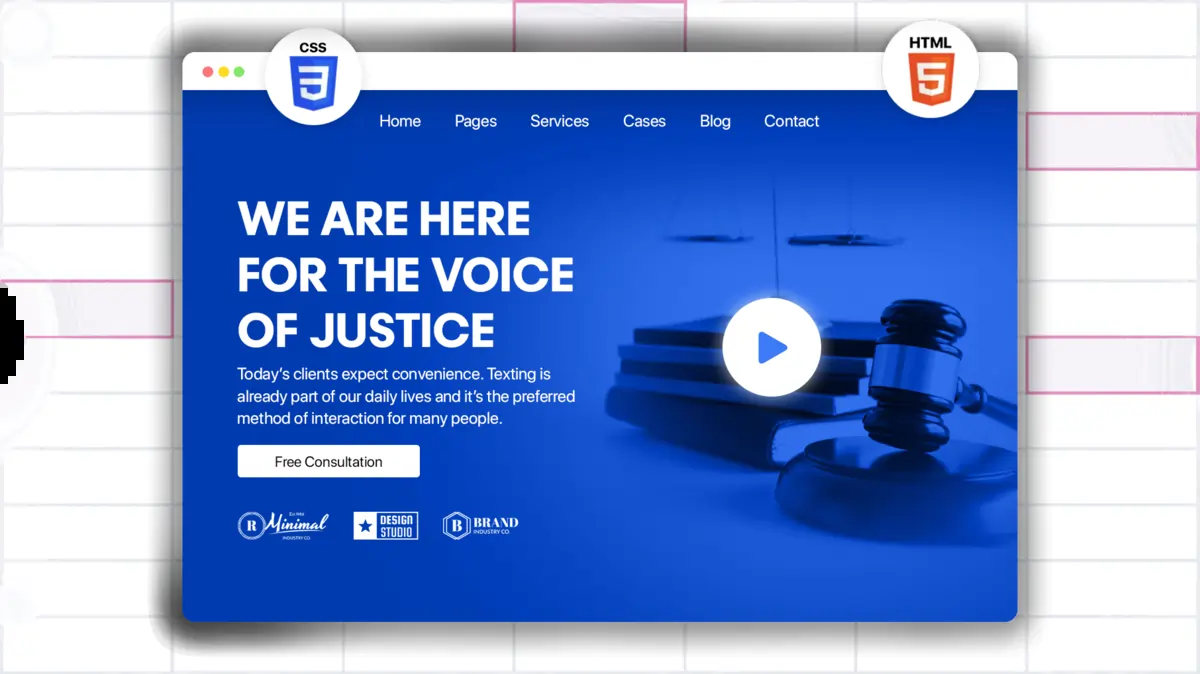 CSS
3
HTML
5
Home Pages Services Cases Blog Contact
WE ARE HERE
FOR THE VOICE
OF JUSTICE
Today’s clients expect convenience. Texting is
already part of our daily lives and it’s the preferred
method of interaction for many people.
Free Consultation
R
Est.1996
Minimal
INDUSTRY CO.
DESIGN
STUDIO
B
BRAND
INDUSTRY CO.